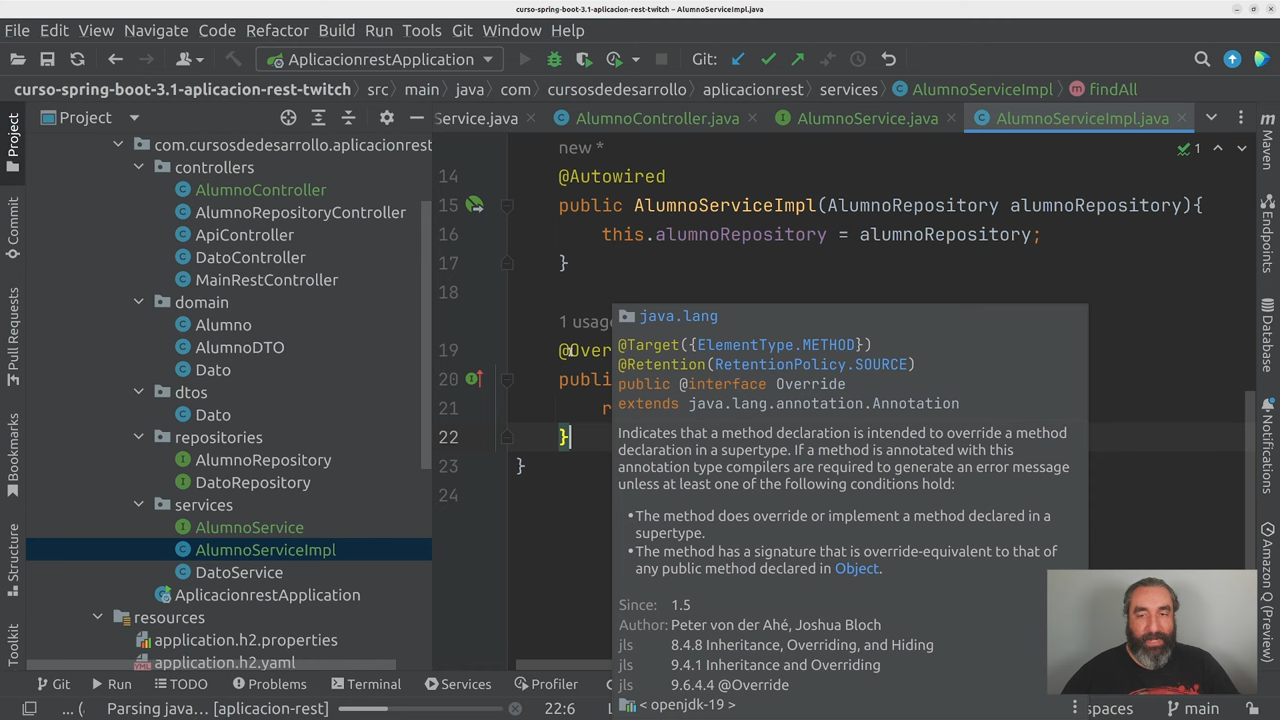 curso-spring-boot-3.1-aplicacion-rest-twitch – AlumnoServiceImpl.java
File Edit View Navigate Code Refactor Build Run Tools Git Window Help
AplicacionrestApplication Git:
curso-spring-boot-3.1-aplicacion-rest-twitch src main java com cursosdedesarrollo aplicacionrest services AlumnoServiceImpl findAll
Project Service.java AlumnoController.java AlumnoService.java AlumnoServiceImpl.java
Project
Commit
Pull Requests
Bookmarks
Structure
Toolkit
com.cursosdedesarrollo.aplicacionrest
controllers
AlumnoController
AlumnoRepositoryController
ApiController
DatoController
MainRestController
domain
Alumno
AlumnoDTO
Dato
dtos
Dato
repositories
AlumnoRepository
DatoRepository
services
AlumnoService
AlumnoServiceImpl
DatoService
AplicacionrestApplication
resources
application.h2.properties
application.h2.yaml
new *
1
14 @Autowired
15 public AlumnoServiceImpl(AlumnoRepository alumnoRepository){
16 this.alumnoRepository = alumnoRepository;
17 }
18
1 usage
19 @Over
20 publi
21 r
22 }
23 }
24
java.lang
@Target({ElementType.METHOD})
@Retention(RetentionPolicy.SOURCE)
public @interface Override
extends java.lang.annotation.Annotation
Indicates that a method declaration is intended to override a method
declaration in a supertype. If a method is annotated with this
annotation type compilers are required to generate an error message
unless at least one of the following conditions hold:
•The method does override or implement a method declared in a
supertype.
•The method has a signature that is override-equivalent to that of
any public method declared in Object.
Since: 1.5
Author: Peter von der Ahé, Joshua Bloch
jls 8.4.8 Inheritance, Overriding, and Hiding
jls 9.4.1 Inheritance and Overriding
jls 9.6.4.4 @Override
< openjdk-19 >
Maven
Endpoints
Database
Notifications
Amazon Q (Preview)
Git Run TODO Problems Terminal Services Profiler
... ( Parsing java... [aplicacion-rest] 22:6 L spaces main